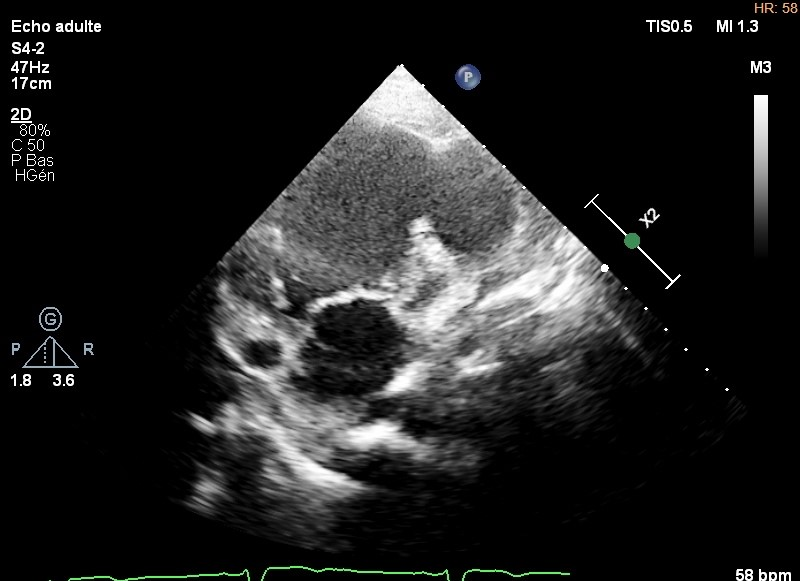 HR: 58
Echo adulte
TIS0.5 MI 1.3
S4-2
47Hz
17cm
M3
2D
80%
C 50
P Bas
HGén
P
X2
G
P R
1.8 3.6
58 bpm